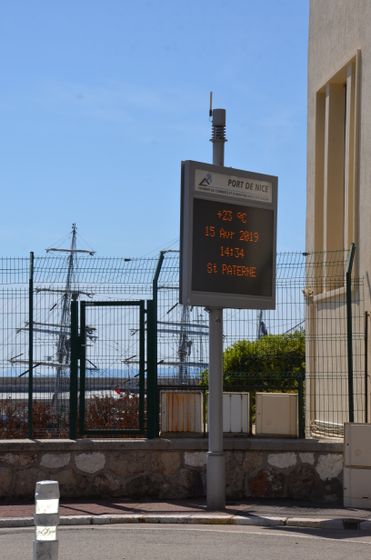 PORT DE NICE
+23 °C
15 Avr 2019
14:34
St PATERNE